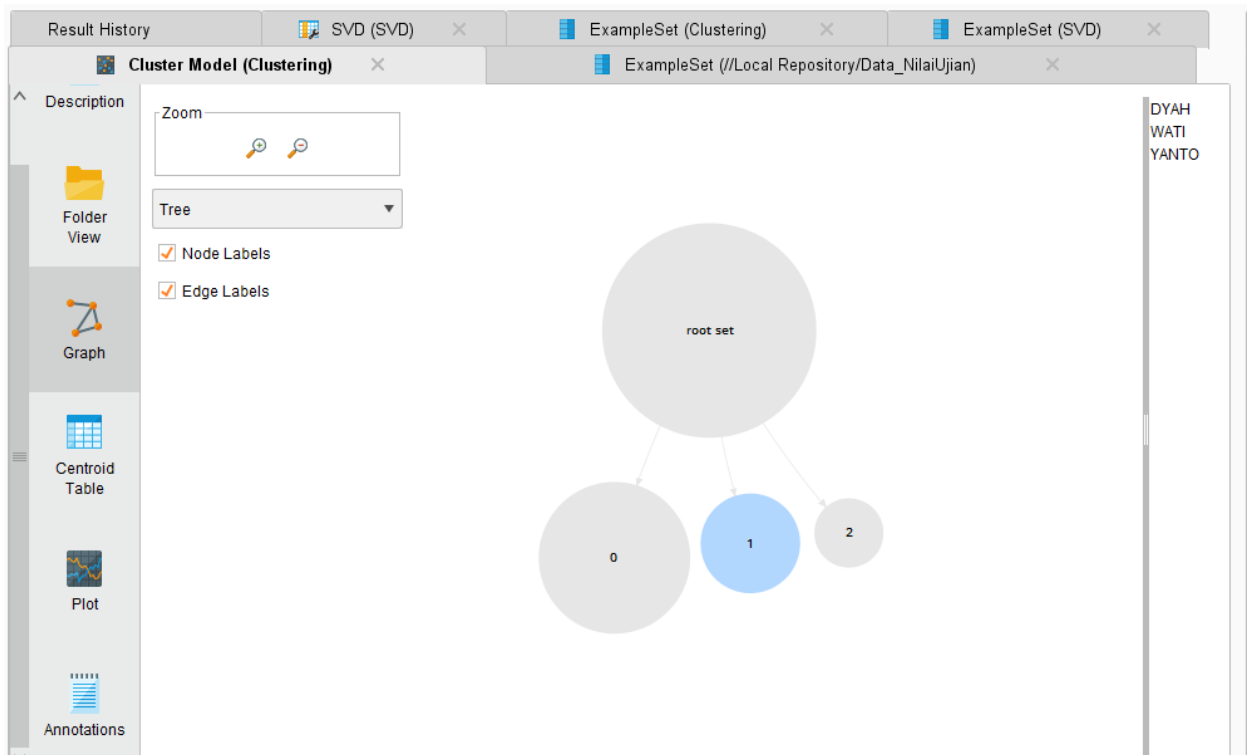 Result History
SVD (SVD)
ExampleSet (Clustering)
ExampleSet (SVD)
Cluster Model (Clustering)
ExampleSet (//Local Repository/Data_NilaiUjian)
Description
Folder
View
Graph
Centroid
Table
Plot
Annotations
Zoom
Tree
Node Labels
Edge Labels
root set
0
1
2
DYAH
WATI
YANTO